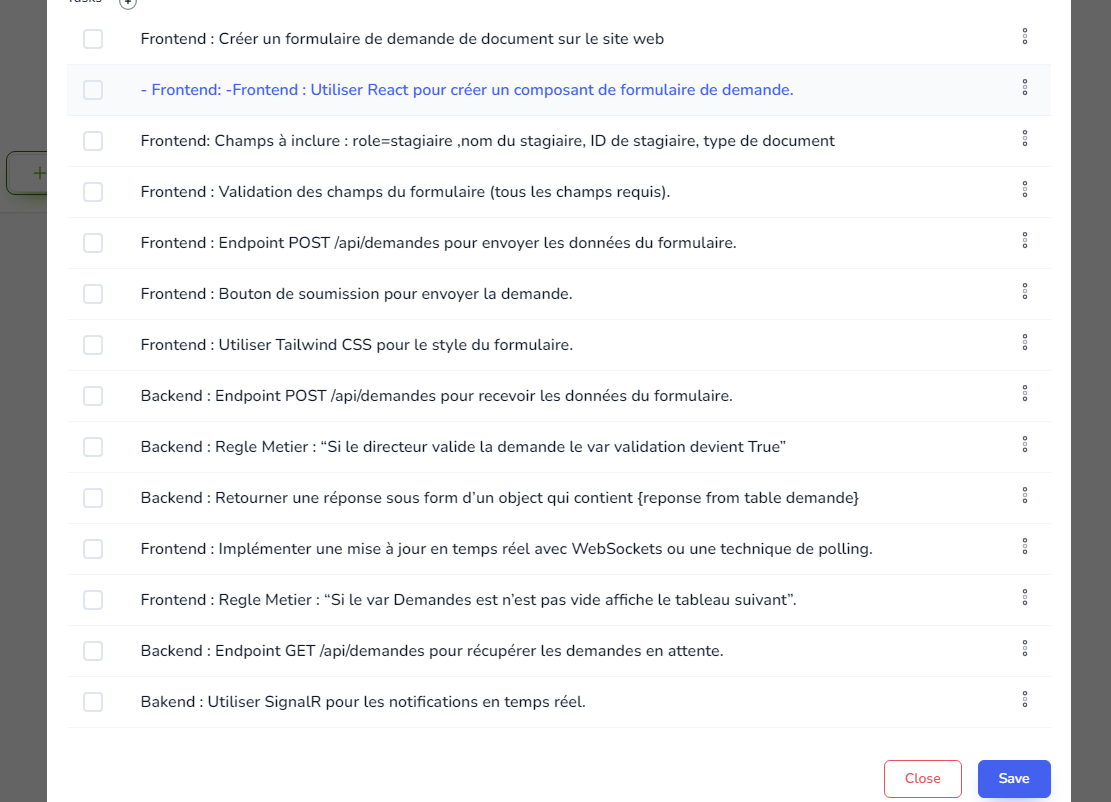 Tasks
Frontend : Créer un formulaire de demande de document sur le site web
- Frontend: -Frontend : Utiliser React pour créer un composant de formulaire de demande.
Frontend: Champs à inclure : role=stagiaire ,nom du stagiaire, ID de stagiaire, type de document
Frontend : Validation des champs du formulaire (tous les champs requis).
Frontend : Endpoint POST /api/demandes pour envoyer les données du formulaire.
Frontend : Bouton de soumission pour envoyer la demande.
Frontend : Utiliser Tailwind CSS pour le style du formulaire.
Backend : Endpoint POST /api/demandes pour recevoir les données du formulaire.
Backend : Regle Metier : “Si le directeur valide la demande le var validation devient True”
Backend : Retourner une réponse sous form d’un object qui contient {reponse from table demande}
Frontend : Implémenter une mise à jour en temps réel avec WebSockets ou une technique de polling.
Frontend : Regle Metier : “Si le var Demandes est n’est pas vide affiche le tableau suivant”.
Backend : Endpoint GET /api/demandes pour récupérer les demandes en attente.
Bakend : Utiliser SignalR pour les notifications en temps réel.
Close
Save